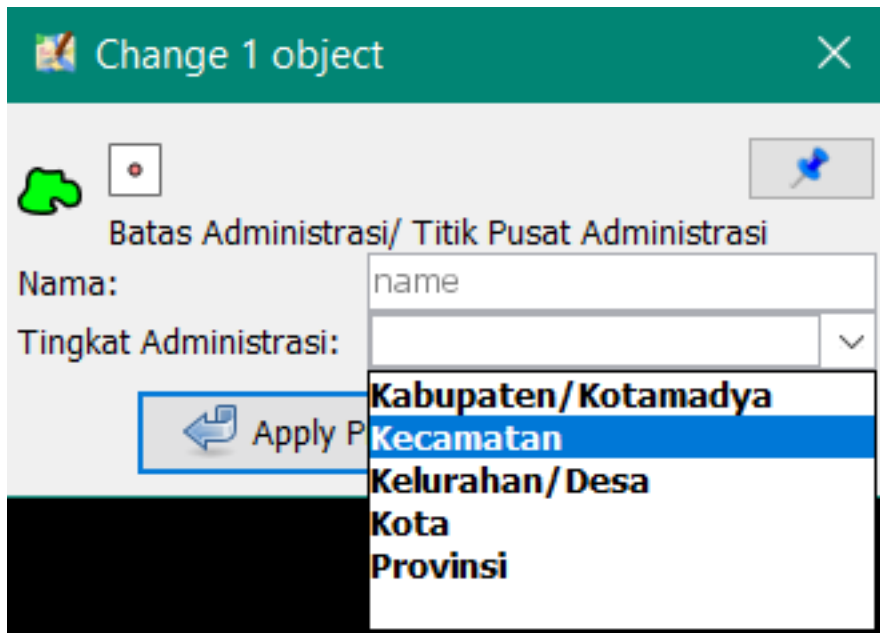 Change 1 object
Batas Administrasi/ Titik Pusat Administrasi
Nama:
name
Tingkat Administrasi:
Apply P
Kabupaten/Kotamadya
Kecamatan
Kelurahan/Desa
Kota
Provinsi